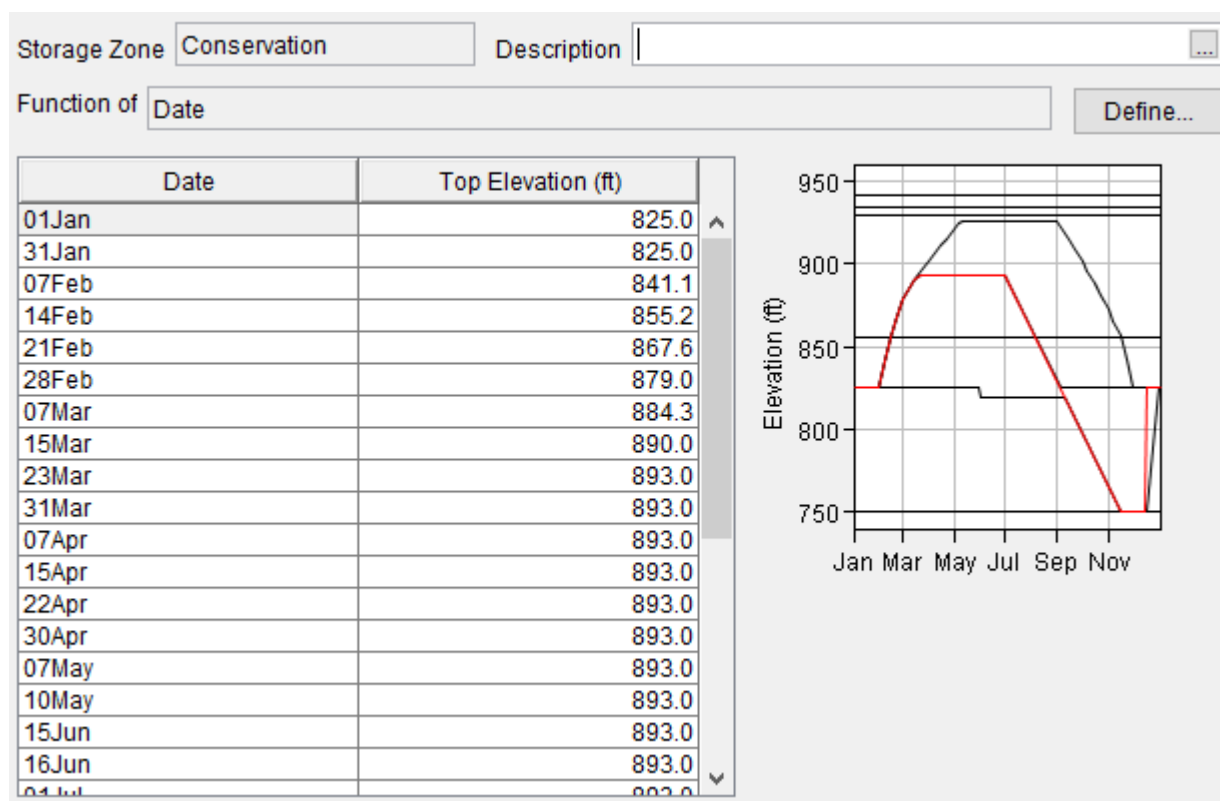 Storage Zone Conservation Description ...
Function of Date Define...
Date Top Elevation (ft)
01Jan 825.0
31Jan 825.0
07Feb 841.1
14Feb 855.2
21Feb 867.6
28Feb 879.0
07Mar 884.3
15Mar 890.0
23Mar 893.0
31Mar 893.0
07Apr 893.0
15Apr 893.0
22Apr 893.0
30Apr 893.0
07May 893.0
10May 893.0
15Jun 893.0
16Jun 893.0
950
900
850
800
750
Elevation (ft)
Jan Mar May Jul Sep Nov